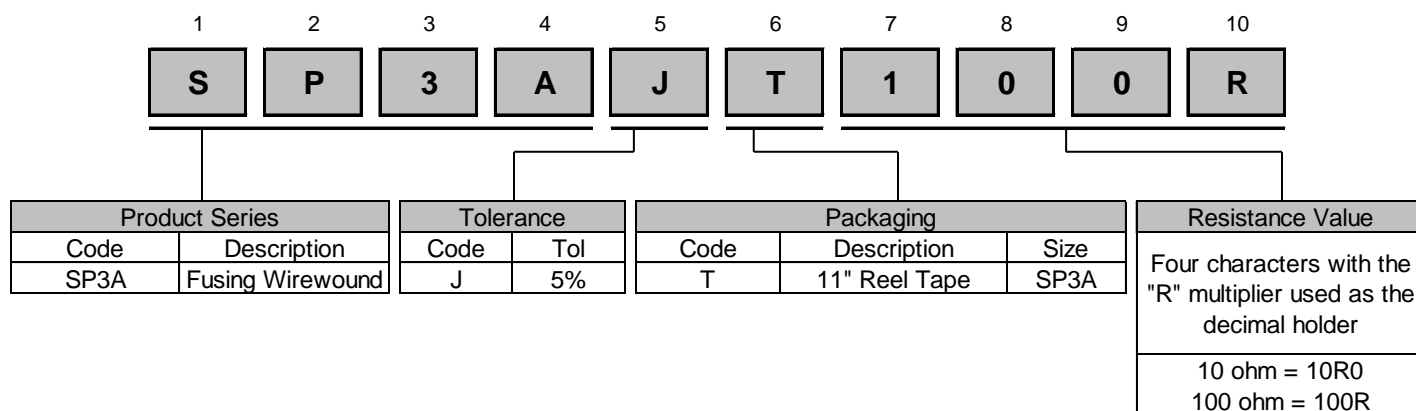 1 2 3 4 5 6 7 8 9 10
S P 3 A J T 1 0 0 R
Product Series
Code Description
SP3A Fusing Wirewound
Tolerance
Code Tol
J 5%
Packaging
Code Description Size
T 11" Reel Tape SP3A
Resistance Value
Four characters with the
"R" multiplier used as the
decimal holder
10 ohm = 10R0
100 ohm = 100R